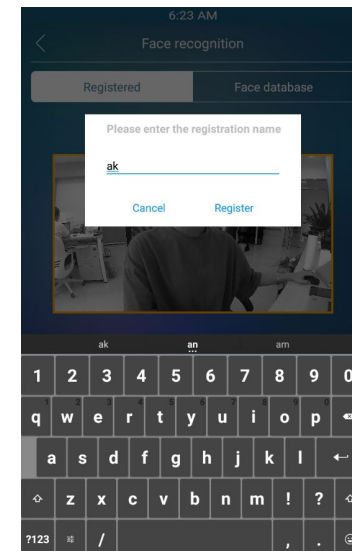 6:23 AM
Face recognition
Registered Face database
Please enter the registration name
ak
Cancel Register
ak an am
1 2 3 4 5 6 7 8 9 0
q w e r t y u i o p
a s d f g h j k l
z x c v b n m ! ?
?123 / , .